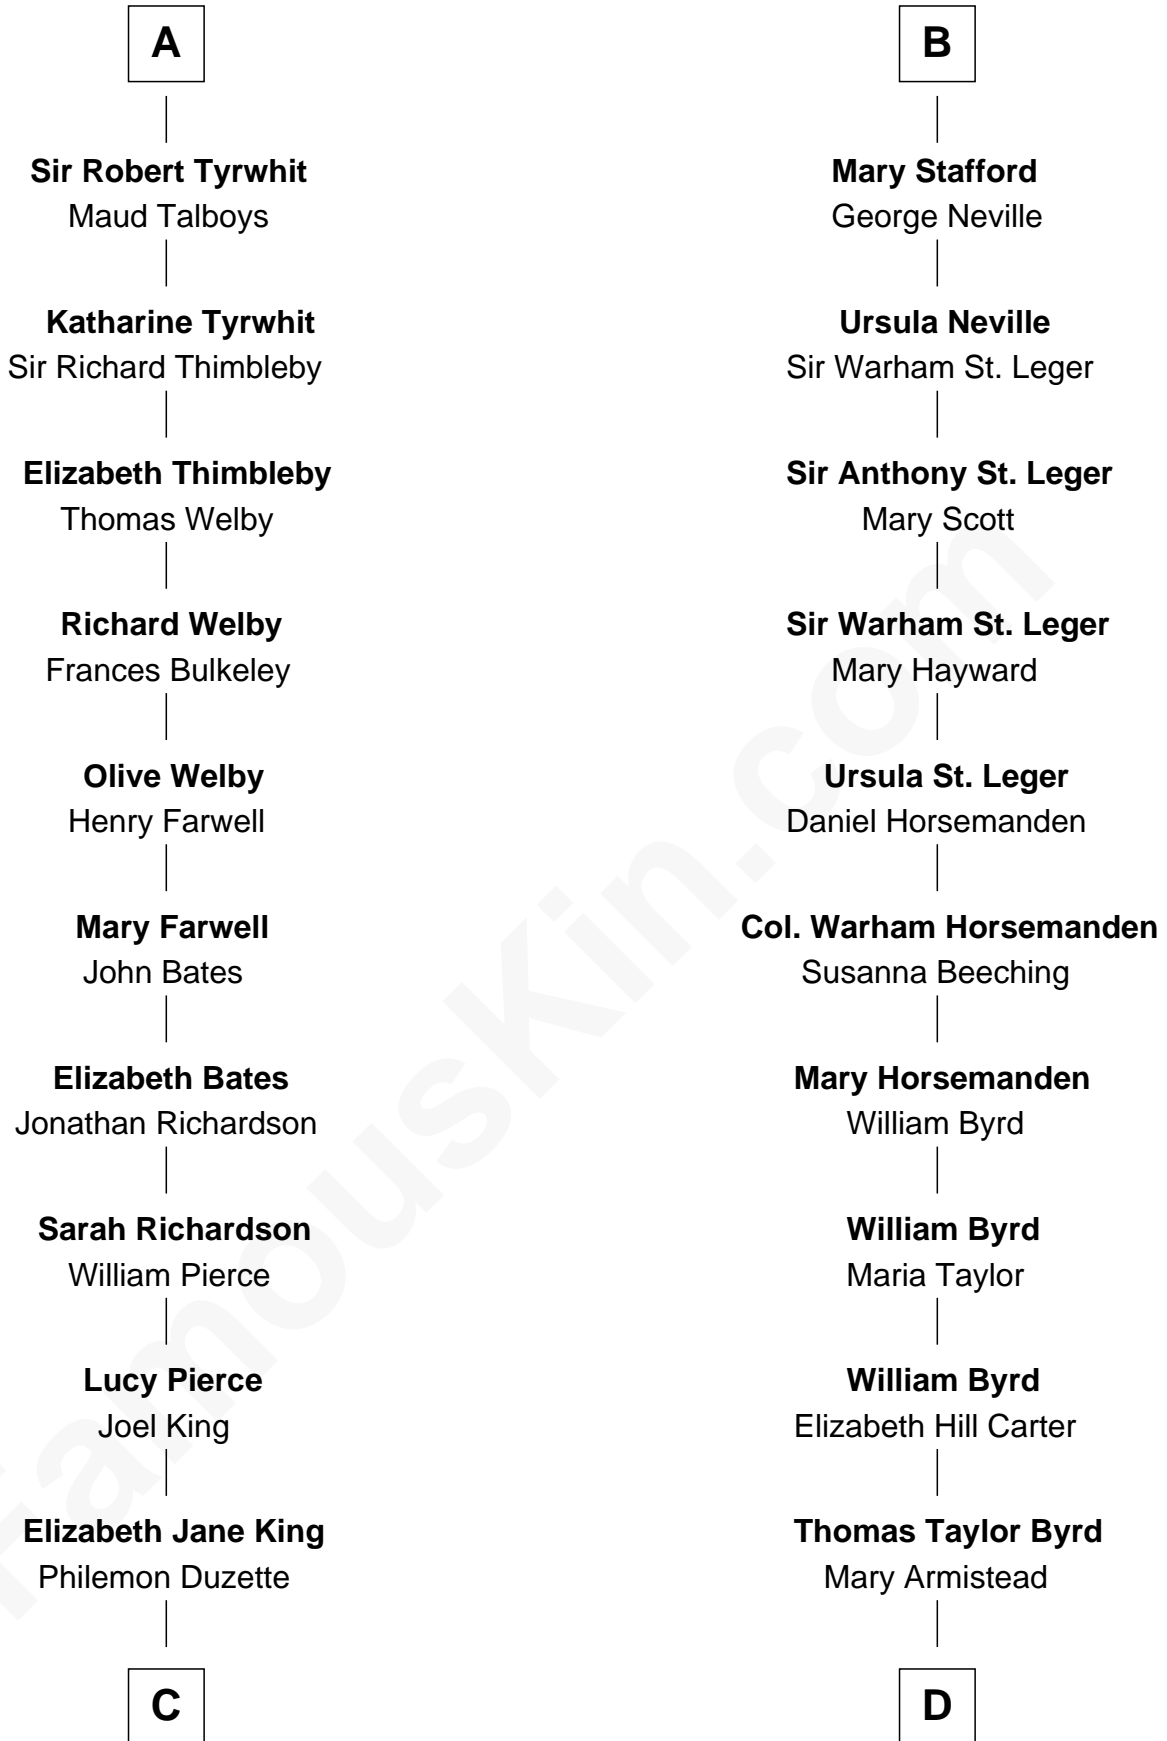 A
Sir Robert Tyrwhit
Maud Talboys
Katharine Tyrwhit
Sir Richard Thimbleby
Elizabeth Thimbleby
Thomas Welby
Richard Welby
Frances Bulkeley
Olive Welby
Henry Farwell
Mary Farwell
John Bates
Elizabeth Bates
Jonathan Richardson
Sarah Richardson
William Pierce
Lucy Pierce
Joel King
Elizabeth Jane King
Philemon Duzette
C
B
Mary Stafford
George Neville
Ursula Neville
Sir Warham St. Leger
Sir Anthony St. Leger
Mary Scott
Sir Warham St. Leger
Mary Hayward
Ursula St. Leger
Daniel Horsemanden
Col. Warham Horsemanden
Susanna Beeching
Mary Horsemanden
William Byrd
William Byrd
Maria Taylor
William Byrd
Elizabeth Hill Carter
Thomas Taylor Byrd
Mary Armistead
D
FamousKin.com